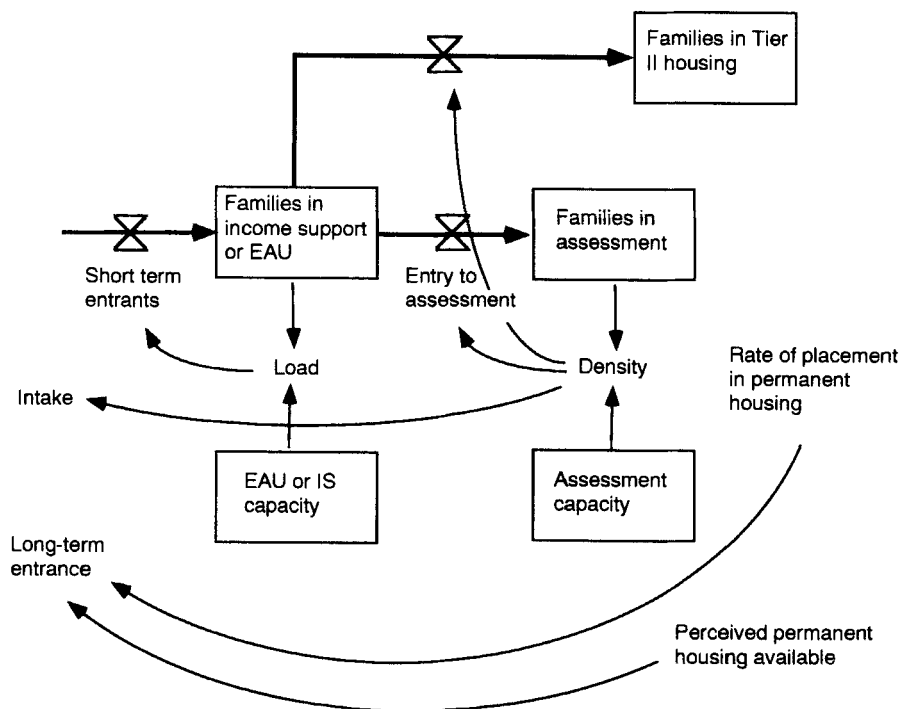 Families in Tier
II housing
Families in
income support
or EAU
Families in
assessment
Short term
entrants
Entry to
assessment
Load
Density
Rate of placement
in permanent
housing
Intake
EAU or IS
capacity
Assessment
capacity
Long-term
entrance
Perceived permanent
housing available